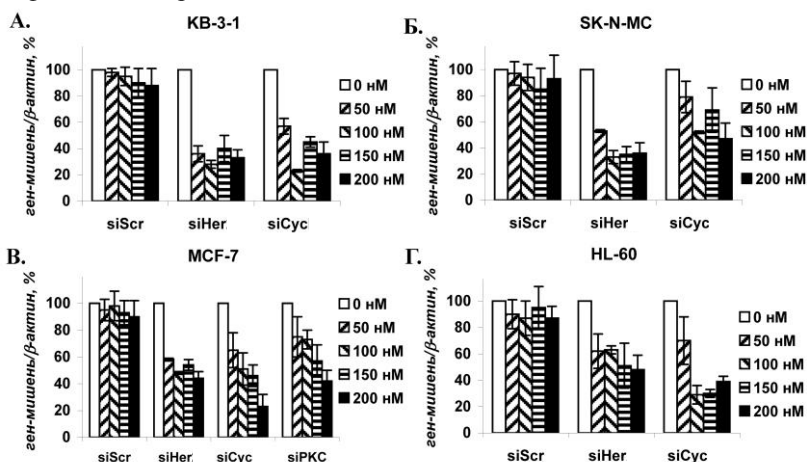 А.
KB-3-1
ген-мишень/β-актин, %
100
80
60
40
20
0
siScr
siHer
siCyc
0 нМ
50 нМ
100 нМ
150 нМ
200 нМ
Б.
SK-N-MC
ген-мишень/β-актин, %
100
80
60
40
20
0
siScr
siHer
siCyc
0 нМ
50 нМ
100 нМ
150 нМ
200 нМ
В.
MCF-7
ген-мишень/β-актин, %
100
80
60
40
20
0
siScr
siHer
siCyc
siPKC
0 нМ
50 нМ
100 нМ
150 нМ
200 нМ
Г.
HL-60
ген-мишень/β-актин, %
100
80
60
40
20
0
siScr
siHer
siCyc
0 нМ
50 нМ
100 нМ
150 нМ
200 нМ